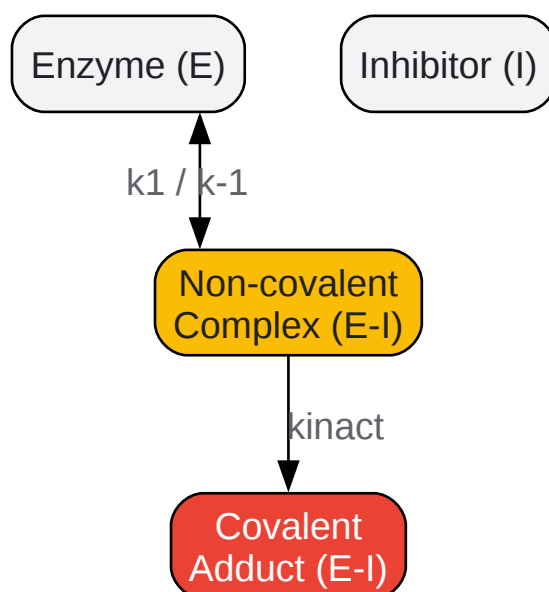 Enzyme (E)
Inhibitor (I)
k1 / k-1
Non-covalent
Complex (E-I)
kinact
Covalent
Adduct (E-I)